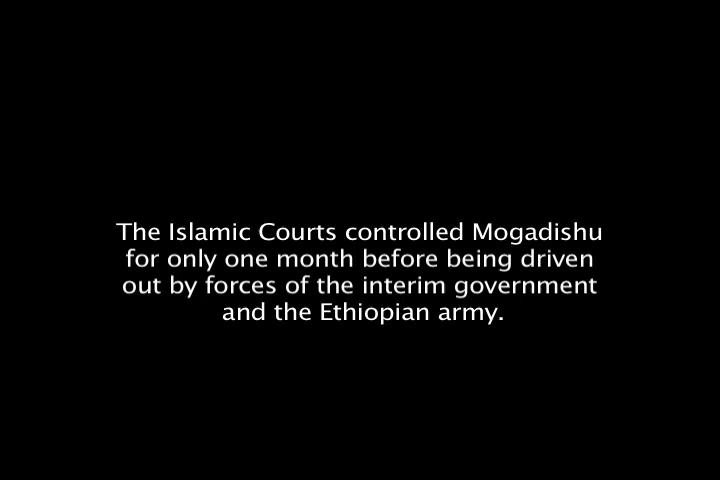 The Islamic Courts controlled Mogadishu
for only one month before being driven
out by forces of the interim government
and the Ethiopian army.